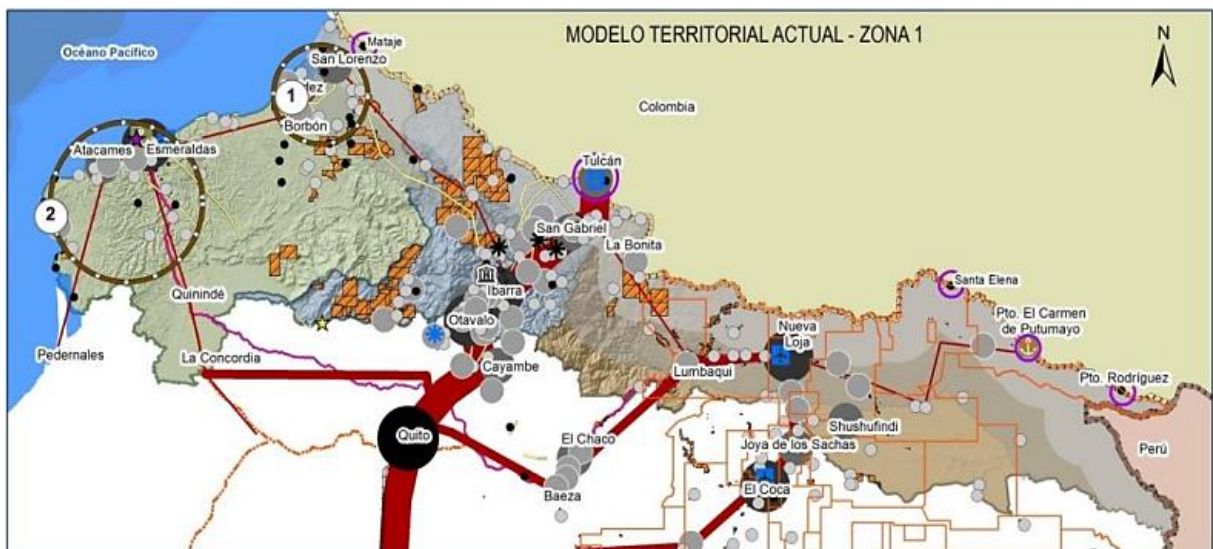 MODELO TERRITORIAL ACTUAL - ZONA 1
N
Océano Pacífico
Mataje
San Lorenzo
1
dez
Borbón
Colombia
Atacames
Esmeraldas
Tulcán
2
San Gabriel
La Bonita
Ibarra
Santa Elena
Quinindé
Otavalo
Nueva
Loja
Pto. El Carmen
de Putumayo
Pedernales
La Concordia
Cayambe
Lumbaqui
Pto. Rodríguez
Quito
El Chaco
Shushufindi
Joya de los Sachas
Perú
Baeza
El Coca